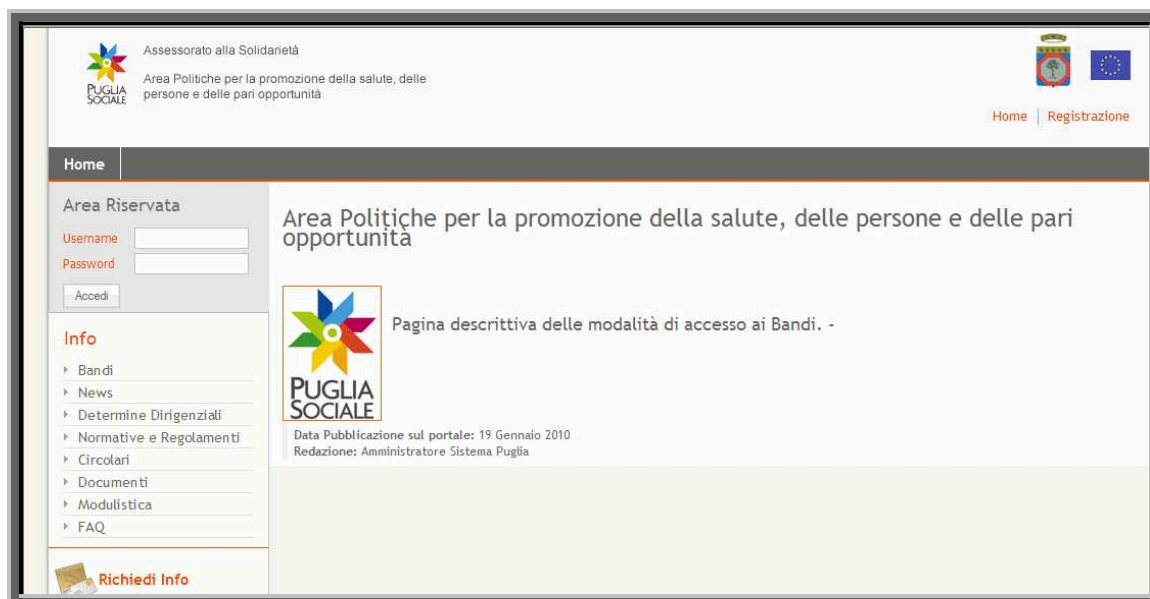 Assessorato alla Solidarietà
Area Politiche per la promozione della salute, delle
persone e delle pari opportunità
PUGLIA
SOCIALE
Home | Registrazione
Home
Area Riservata
Username
Password
Accedi
Info
Bandi
News
Determine Dirigenziali
Normative e Regolamenti
Circolari
Documenti
Modulistica
FAQ
Richiedi Info
Area Politiche per la promozione della salute, delle persone e delle pari
opportunità
Pagina descrittiva delle modalità di accesso ai Bandi. -
PUGLIA
SOCIALE
Data Pubblicazione sul portale: 19 Gennaio 2010
Redazione: Amministratore Sistema Puglia